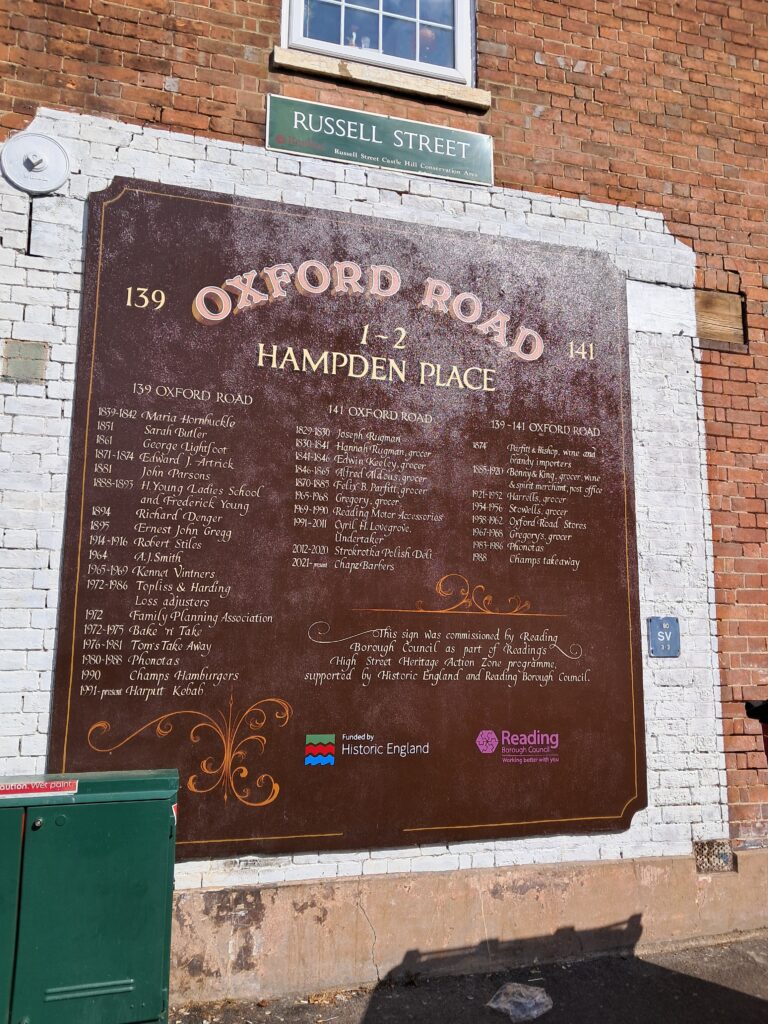 RUSSELL STREET
Russell Street Castle Hill Conservation Area
139
OXFORD ROAD
141
1-2
HAMPDEN PLACE
139 OXFORD ROAD
1839-1842 Maria Hornbuckle
1851 Sarah Butler
1861 George Lightfoot
1871-1874 Edward J. Artrick
1881 John Parsons
1888-1893 H.Young Ladies School
and Frederick Young
1894 Richard Denger
1895 Ernest John Gregg
1914-1916 Robert Stiles
1964 A.J. Smith
1965-1969 Kennet Vintners
1972-1986 Topliss & Harding
Loss adjustors
1972 Family Planning Association
1972-1975 Bake 'n' Take
1976-1981 Tom's Take Away
1980-1988 Phonotas
1990 Champs Hamburgers
1991-present Harput Kebab
141 OXFORD ROAD
1829-1830 Joseph Rugman
1830-1841 Hannah Rugman, grocer
1841-1846 Edwin Keeley, grocer
1846-1865 Alfred Aldous, grocer
1870-1883 Felix B. Parfitt, grocer
1965-1968 Gregory, grocer
1969-1990 Reading Motor Accessories
1991-2011 Cyril H. Lovegrove,
Undertaker
2012-2020 Strokrotka Polish Deli
2021-present ChapzBarbers
139-141 OXFORD ROAD
1874 Parfitt & Bishop, wine and
brandy importers
1885-1920 Bonny & King, grocer, wine
& spirit merchant, post office
1921-1932 Harrells, grocer
1934-1956 Stowells, grocer
1958-1962 Oxford Road Stores
1967-1968 Gregory's, grocer
1983-1986 Phonotas
1988 Champs takeaway
This sign was commissioned by Reading
Borough Council as part of Reading's
High Street Heritage Action Zone programme,
supported by Historic England and Reading Borough Council.
Funded by
Historic England
Reading
Borough Council
Working better with you
SV
caution. Wet paint